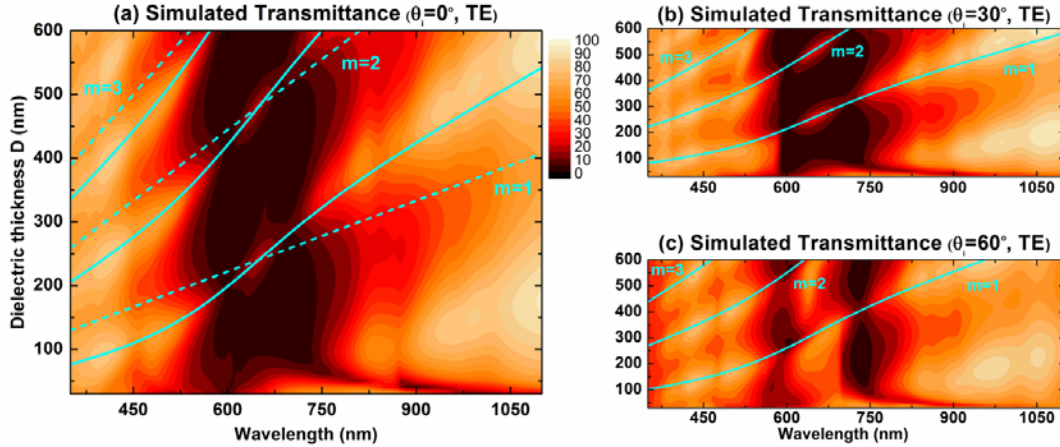 (a) Simulated Transmittance (θi=0°, TE)
600
500
400
300
200
100
Dielectric thickness D (nm)
m=3
m=2
m=1
450 600 750 900 1050
Wavelength (nm)
100
90
80
70
60
50
40
30
20
10
0
(b) Simulated Transmittance (θi=30°, TE)
600
500
400
300
200
100
m=3
m=2
m=1
450 600 750 900 1050
(c) Simulated Transmittance (θi=60°, TE)
600
500
400
300
200
100
m=3
m=2
m=1
450 600 750 900 1050
Wavelength (nm)